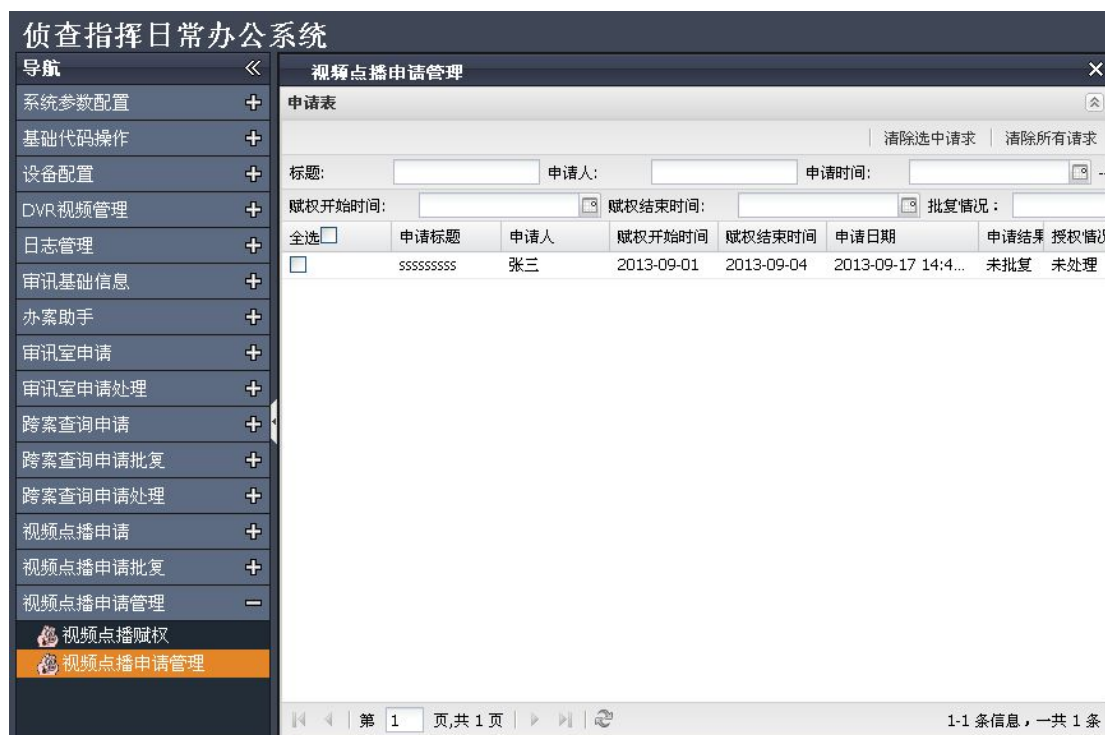 侦查指挥日常办公系统
导航
系统参数配置
基础代码操作
设备配置
DVR视频管理
日志管理
审讯基础信息
办案助手
审讯室申请
审讯室申请处理
跨案查询申请
跨案查询申请批复
跨案查询申请处理
视频点播申请
视频点播申请批复
视频点播申请管理
视频点播赋权
视频点播申请管理
视频点播申请管理
申请表
清除选中请求 清除所有请求
标题: 申请人: 申请时间: --
赋权开始时间: 赋权结束时间: 批复情况：
全选 申请标题 申请人 赋权开始时间 赋权结束时间 申请日期 申请结果 授权情况
sssssssss 张三 2013-09-01 2013-09-04 2013-09-17 14:4... 未批复 未处理
第 1 页,共 1 页 1-1 条信息，一共 1 条